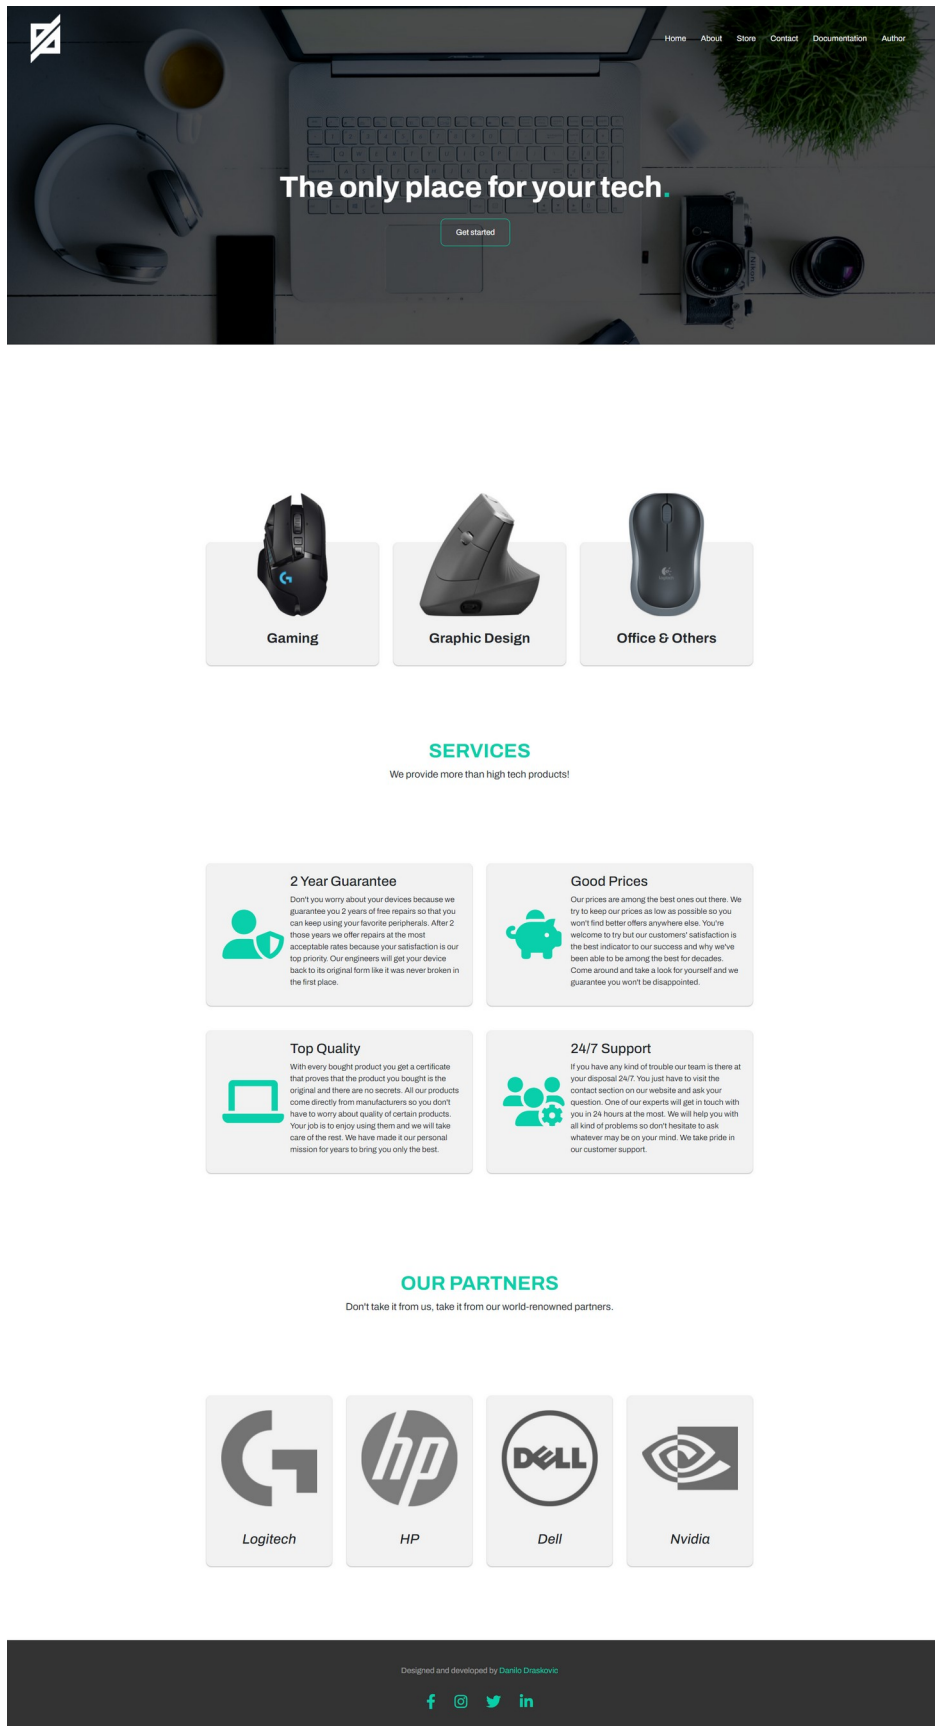 Home About Store Contact Documentation Author
The only place for your tech.
Get started
Gaming
Graphic Design
Office & Others
SERVICES
We provide more than high tech products!
2 Year Guarantee
Don't you worry about your devices because we
guarantee you 2 years of free repairs so that you
can keep using your favorite peripherals. After 2
those years we offer repairs at the most
acceptable rates because your satisfaction is our
top priority. Our engineers will get your device
back to its original form like it was never broken in
the first place.
Good Prices
Our prices are among the best ones out there. We
try to keep our prices as low as possible so you
won't find better offers anywhere else. You're
welcome to try but our customers' satisfaction is
the best indicator to our success and why we've
been able to be among the best for decades.
Come around and take a look for yourself and we
guarantee you won't be disappointed.
Top Quality
With every bought product you get a certificate
that proves that the product you bought is the
original and there are no secrets. All our products
come directly from manufacturers so you don't
have to worry about quality of certain products.
Your job is to enjoy using them and we will take
care of the rest. We have made it our personal
mission for years to bring you only the best.
24/7 Support
If you have any kind of trouble our team is there at
your disposal 24/7. You just have to visit the
contact section on our website and ask your
question. One of our experts will get in touch with
you in 24 hours at the most. We will help you with
all kind of problems so don't hesitate to ask
whatever may be on your mind. We take pride in
our customer support.
OUR PARTNERS
Don't take it from us, take it from our world-renowned partners.
hp
DELL
Logitech
HP
Dell
Nvidia
Designed and developed by Danilo Draskovic